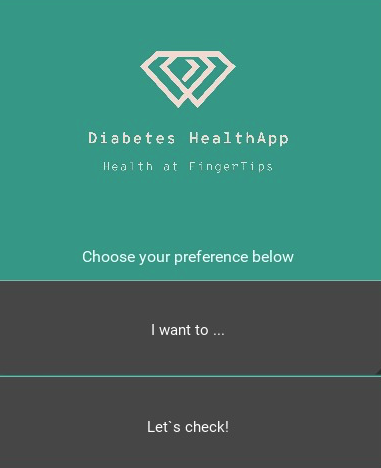 Diabetes HealthApp
Health at FingerTips
Choose your preference below
I want to ...
Let`s check!